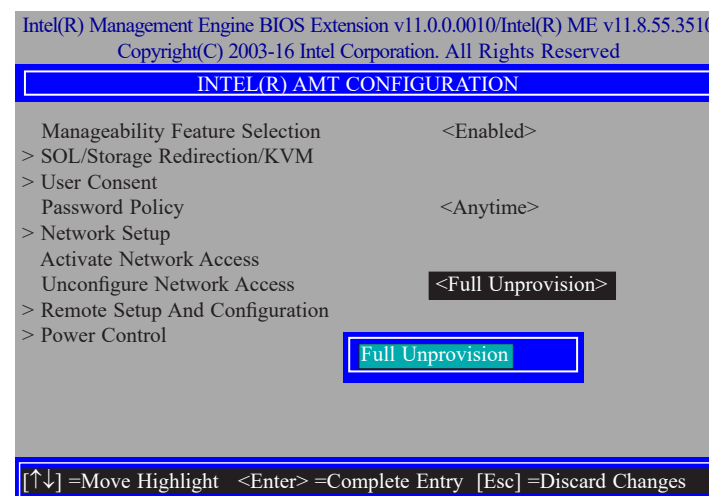 Intel(R) Management Engine BIOS Extension v11.0.0.0010/Intel(R) ME v11.8.55.3510
Copyright(C) 2003-16 Intel Corporation. All Rights Reserved
INTEL(R) AMT CONFIGURATION
Manageability Feature Selection <Enabled>
> SOL/Storage Redirection/KVM
> User Consent
Password Policy <Anytime>
> Network Setup
Activate Network Access
Unconfigure Network Access <Full Unprovision>
> Remote Setup And Configuration
> Power Control
Full Unprovision
[↑↓] =Move Highlight <Enter> =Complete Entry [Esc] =Discard Changes